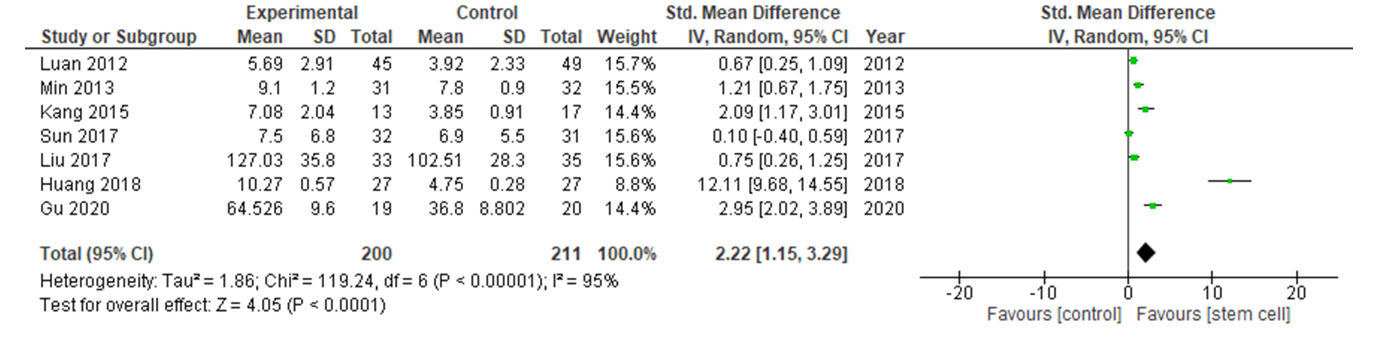 Experimental Control Std. Mean Difference Std. Mean Difference
Study or Subgroup Mean SD Total Mean SD Total Weight IV, Random, 95% CI Year IV, Random, 95% CI
Luan 2012 5.69 2.91 45 3.92 2.33 49 15.7% 0.67 [0.25, 1.09] 2012
Min 2013 9.1 1.2 31 7.8 0.9 32 15.6% 1.21 [0.67, 1.75] 2013
Kang 2015 7.08 2.04 13 3.85 0.91 17 14.4% 2.09 [1.17, 3.01] 2015
Sun 2017 7.5 6.8 32 6.9 5.5 31 15.6% 0.10 [-0.40, 0.59] 2017
Liu 2017 127.03 35.8 33 102.51 28.3 35 15.6% 0.75 [0.26, 1.25] 2017
Huang 2018 10.27 0.57 27 4.75 0.28 27 8.8% 12.11 [9.68, 14.55] 2018
Gu 2020 64.526 9.6 19 36.8 8.802 20 14.4% 2.95 [2.02, 3.89] 2020
Total (95% CI) 200 211 100.0% 2.22 [1.15, 3.29]
Heterogeneity: Tau² = 1.86; Chi² = 119.24, df = 6 (P < 0.00001); I² = 95%
Test for overall effect: Z = 4.05 (P < 0.0001)
-20 -10 0 10 20
Favours [control] Favours [stem cell]